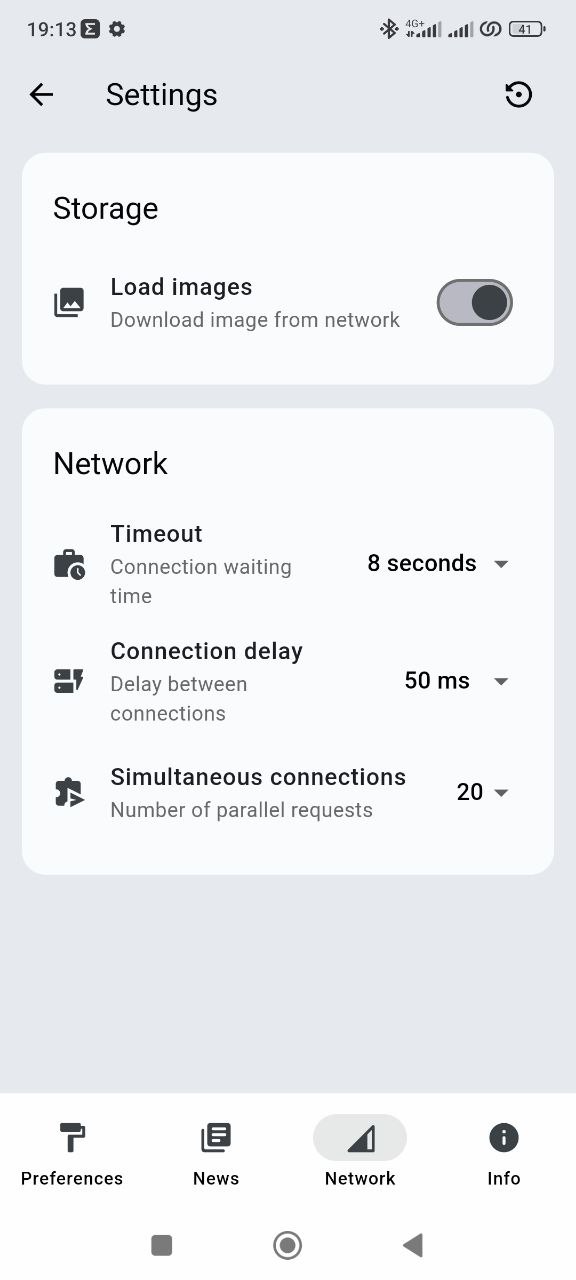 19:13
4G+
41
Settings
Storage
Load images
Download image from network
Network
Timeout
Connection waiting
time
8 seconds
Connection delay
Delay between
connections
50 ms
Simultaneous connections
Number of parallel requests
20
Preferences
News
Network
Info